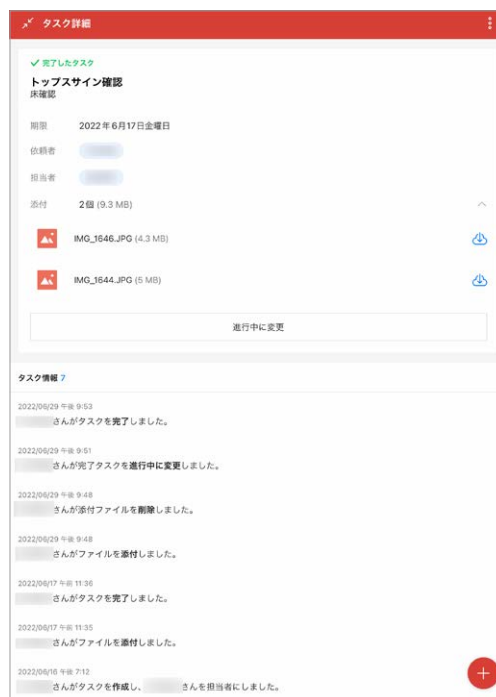 タスク詳細
完了したタスク
トップスサイン確認
床確認
期限 2022年6月17日金曜日
依頼者
担当者
添付 2個 (9.3 MB)
IMG_1646.JPG (4.3 MB)
IMG_1644.JPG (5 MB)
進行中に変更
タスク情報 7
2022/06/29 午後 9:53
さんがタスクを完了しました。
2022/06/29 午後 9:51
さんが完了タスクを進行中に変更しました。
2022/06/29 午後 9:48
さんが添付ファイルを削除しました。
2022/06/29 午後 9:48
さんがファイルを添付しました。
2022/06/17 午前 11:36
さんがタスクを完了しました。
2022/06/17 午前 11:35
さんがファイルを添付しました。
2022/06/16 午後 7:12
さんがタスクを作成し、 さんを担当者にしました。